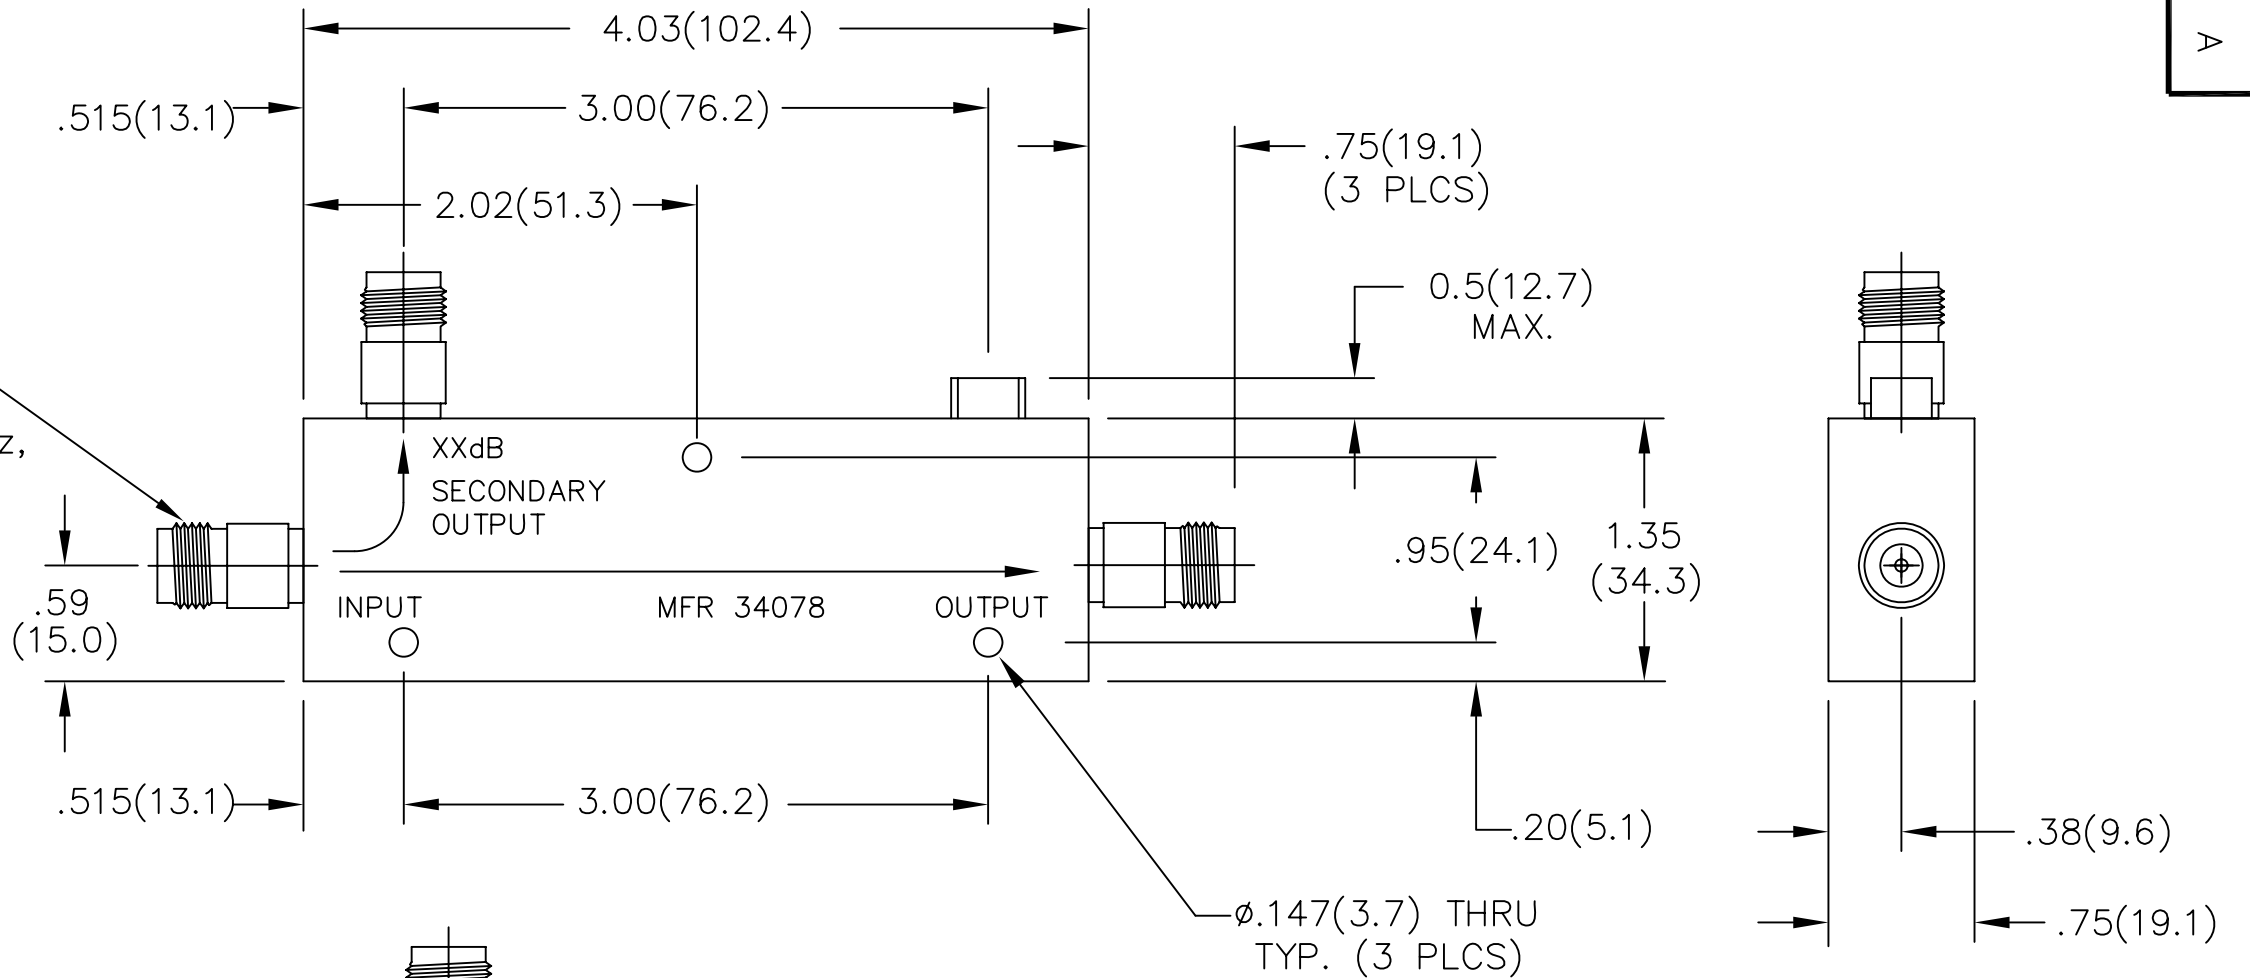 4.03(102.4)
A
.515(13.1)
3.00(76.2)
.75(19.1)
(3 PLCS)
2.02(51.3)
0.5(12.7)
MAX.
Z,
XXdB
SECONDARY
OUTPUT
.95(24.1)
1.35
(34.3)
.59
(15.0)
INPUT
MFR 34078
OUTPUT
.515(13.1)
3.00(76.2)
.20(5.1)
.38(9.6)
ø.147(3.7) THRU
TYP. (3 PLCS)
.75(19.1)